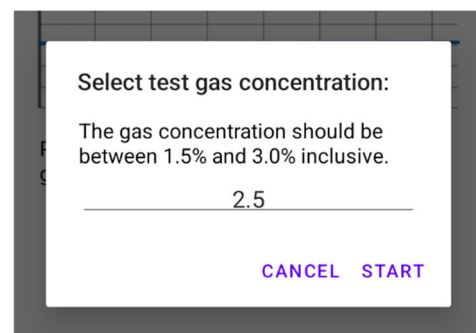 Select test gas concentration:
The gas concentration should be
between 1.5% and 3.0% inclusive.
2.5
CANCEL START